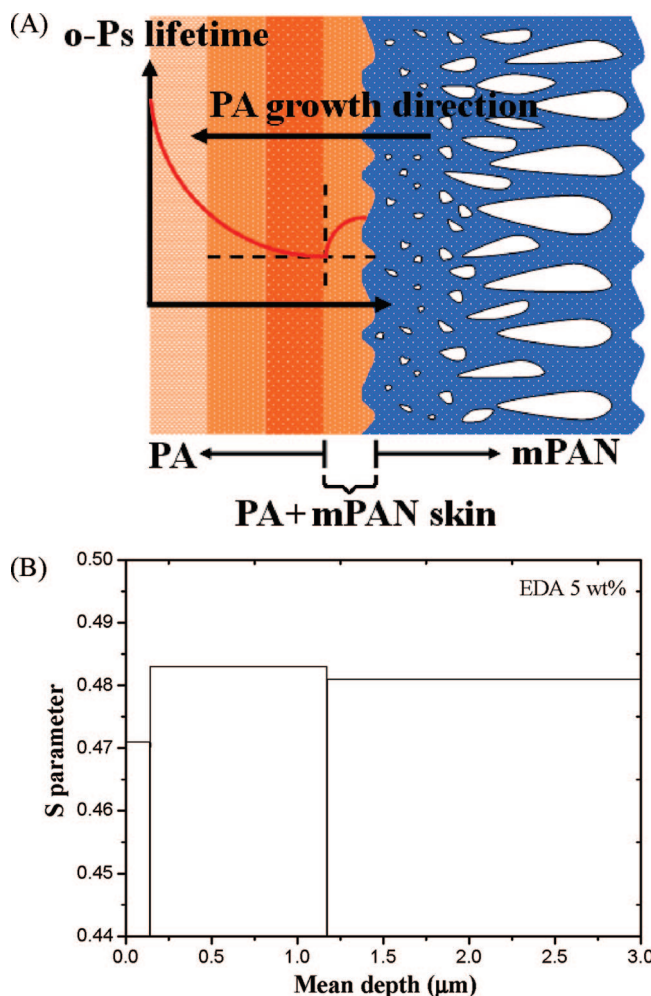 (A)
o-Ps lifetime
PA growth direction
PA
mPAN
PA+mPAN skin
(B)
0.50
EDA 5 wt%
0.49
0.48
0.47
0.46
0.45
0.44
S parameter
0.0 0.5 1.0 1.5 2.0 2.5 3.0
Mean depth (μm)